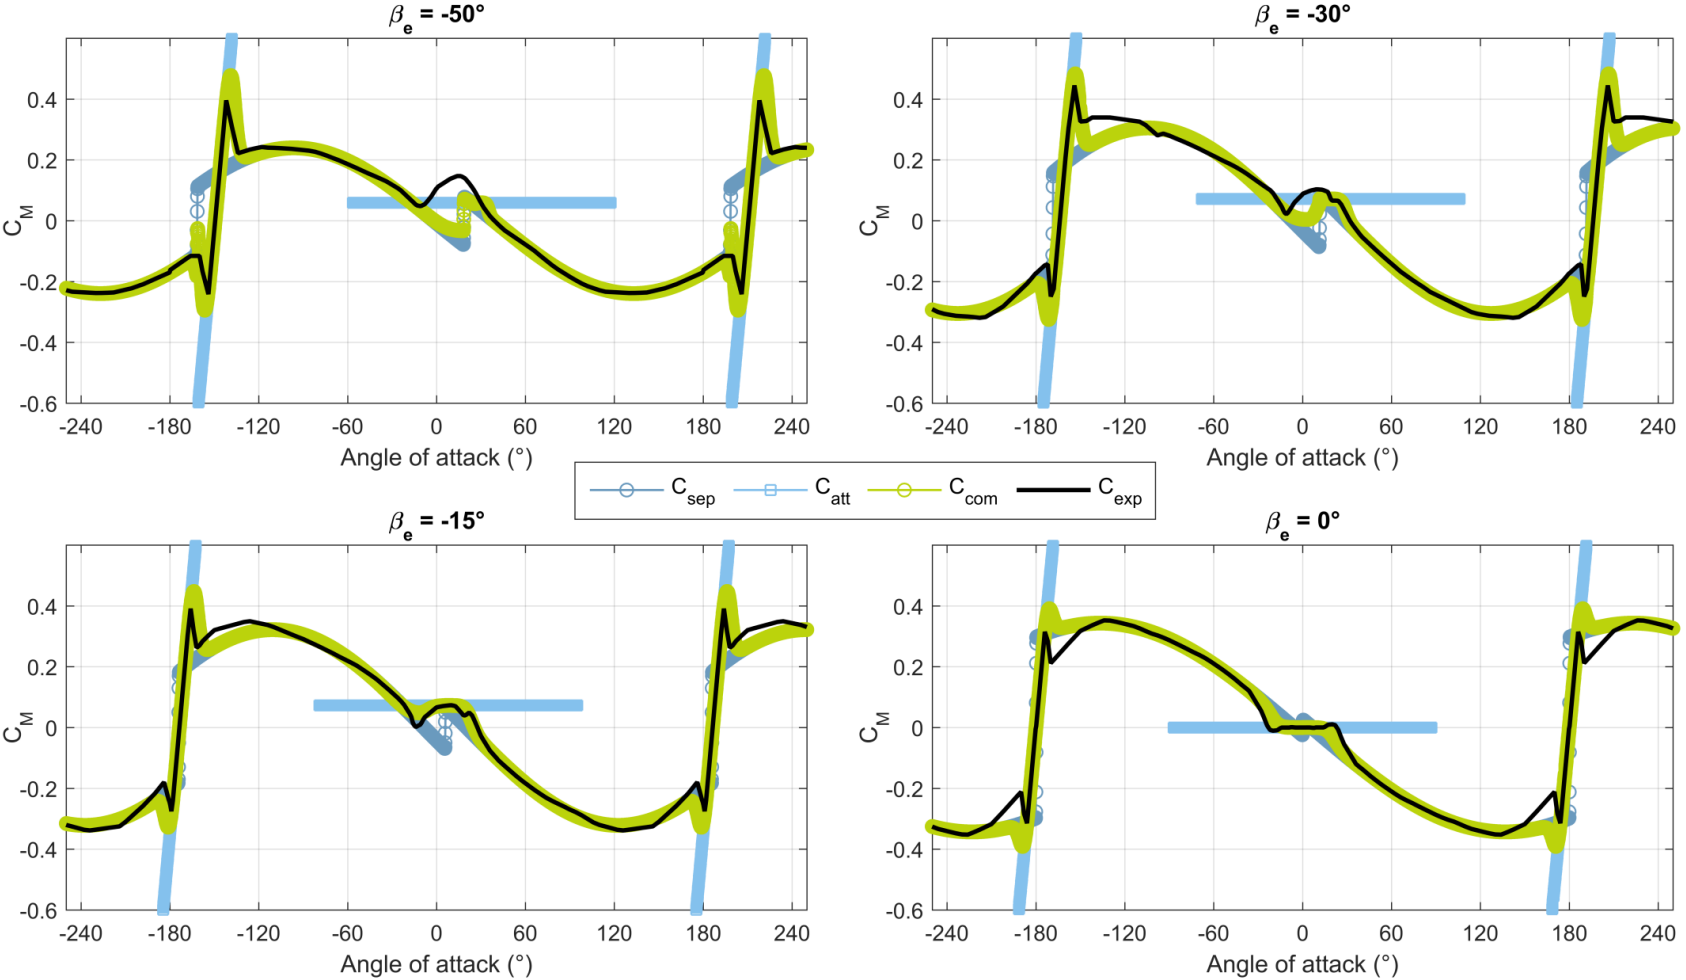 β_e = -50°
0.4
0.2
0
-0.2
-0.4
-0.6
C_M
-240 -180 -120 -60 0 60 120 180 240
Angle of attack (°)
β_e = -30°
0.4
0.2
0
-0.2
-0.4
-0.6
C_M
-240 -180 -120 -60 0 60 120 180 240
Angle of attack (°)
C_sep C_att C_com C_exp
β_e = -15°
0.4
0.2
0
-0.2
-0.4
-0.6
C_M
-240 -180 -120 -60 0 60 120 180 240
Angle of attack (°)
β_e = 0°
0.4
0.2
0
-0.2
-0.4
-0.6
C_M
-240 -180 -120 -60 0 60 120 180 240
Angle of attack (°)